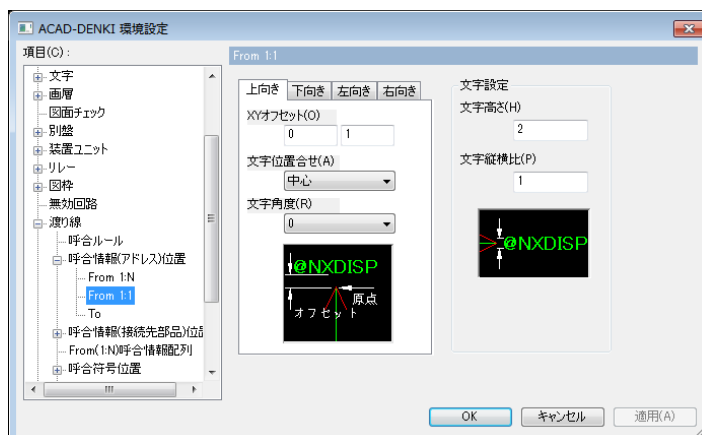 ACAD-DENKI 環境設定
項目(C):
文字
画層
図面チェック
別盤
装置ユニット
リレー
図枠
無効回路
渡り線
呼合ルール
呼合情報(アドレス)位置
From 1:N
From 1:1
To
呼合情報(接続先部品)位置
From(1:N)呼合情報配列
呼合符号位置
From 1:1
上向き 下向き 左向き 右向き
XYオフセット(O)
0 1
文字位置合せ(A)
中心
文字角度(R)
0
@NXDISP
原点
オフセット
文字設定
文字高さ(H)
2
文字縦横比(P)
1
@NXDISP
OK キャンセル 適用(A)